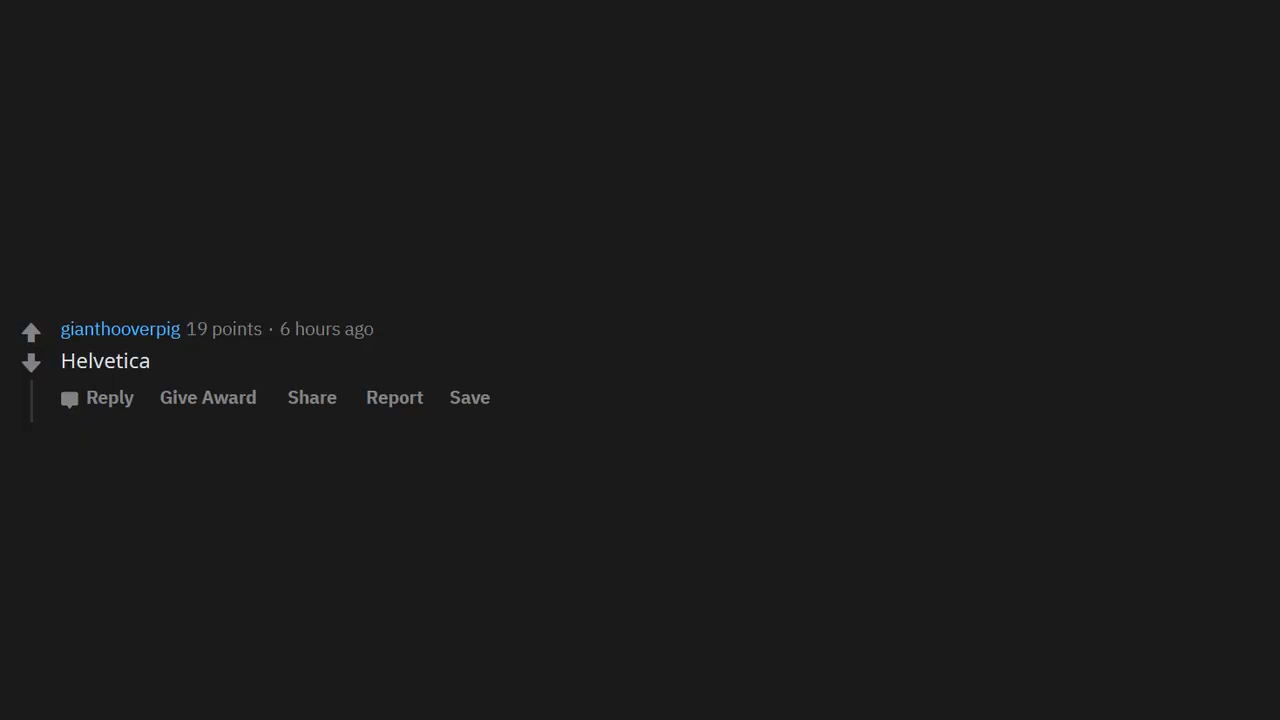 gianthooverpig 19 points · 6 hours ago
Helvetica
Reply Give Award Share Report Save